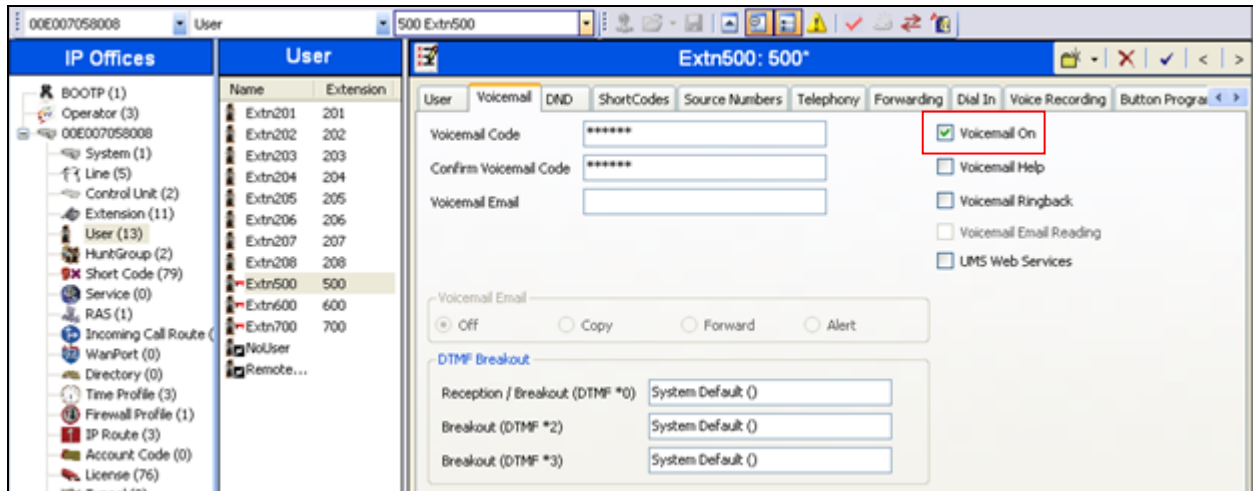 00E007058008 User 500 Extn500
IP Offices
BOOTP (1)
Operator (3)
00E007058008
System (1)
Line (5)
Control Unit (2)
Extension (11)
User (13)
HuntGroup (2)
Short Code (79)
Service (0)
RAS (1)
Incoming Call Route (
WanPort (0)
Directory (0)
Time Profile (3)
Firewall Profile (1)
IP Route (3)
Account Code (0)
License (76)
User
Name Extension
Extn201 201
Extn202 202
Extn203 203
Extn204 204
Extn205 205
Extn206 206
Extn207 207
Extn208 208
Extn500 500
Extn600 600
Extn700 700
NoUser
Remote...
Extn500: 500*
User Voicemail DND ShortCodes Source Numbers Telephony Forwarding Dial In Voice Recording Button Progra
Voicemail Code ****** Voicemail On
Confirm Voicemail Code ****** Voicemail Help
Voicemail Email Voicemail Ringback
Voicemail Email Reading
UMS Web Services
Voicemail Email
Off Copy Forward Alert
DTMF Breakout
Reception / Breakout (DTMF *0) System Default ()
Breakout (DTMF *2) System Default ()
Breakout (DTMF *3) System Default ()